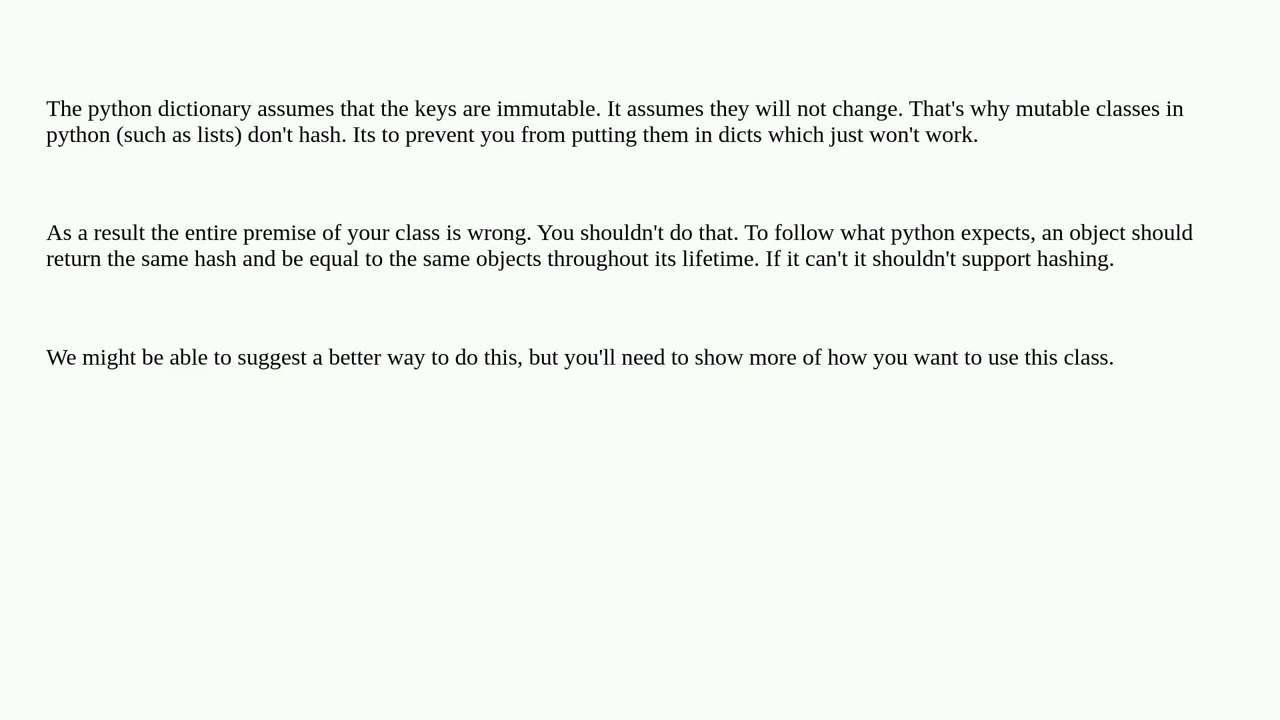 The python dictionary assumes that the keys are immutable. It assumes they will not change. That's why mutable classes in
python (such as lists) don't hash. Its to prevent you from putting them in dicts which just won't work.
As a result the entire premise of your class is wrong. You shouldn't do that. To follow what python expects, an object should
return the same hash and be equal to the same objects throughout its lifetime. If it can't it shouldn't support hashing.
We might be able to suggest a better way to do this, but you'll need to show more of how you want to use this class.